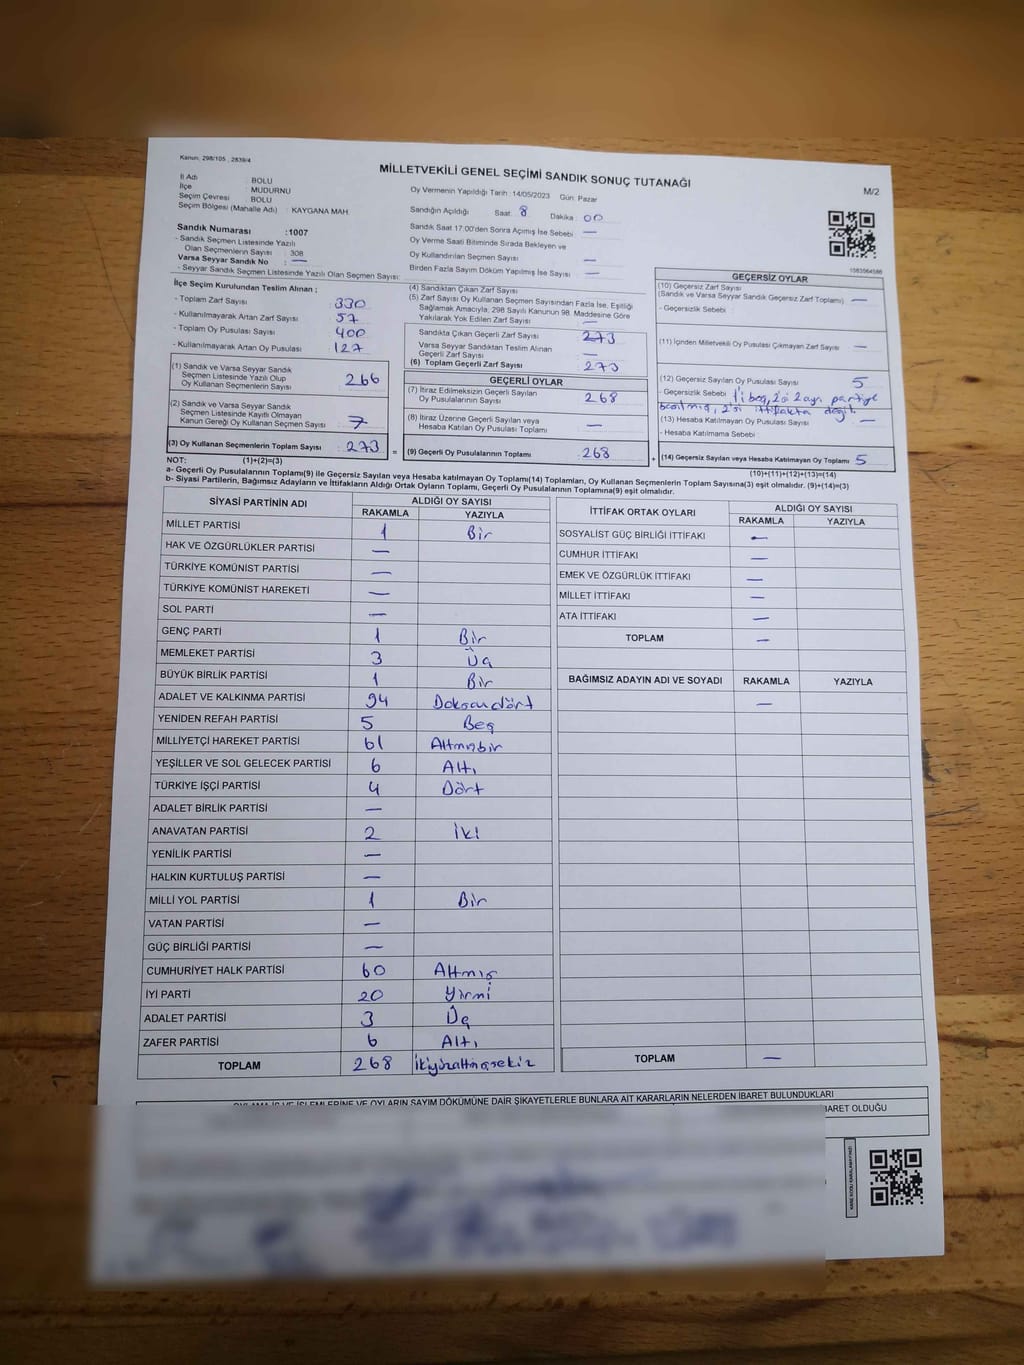 Kanun: 298/105 , 2839/4
MİLLETVEKİLİ GENEL SEÇİMİ SANDIK SONUÇ TUTANAĞI
M/2
İl Adı : BOLU
İlçe : MUDURNU
Seçim Çevresi : BOLU
Seçim Bölgesi (Mahalle Adı) : KAYGANA MAH.
Sandık Numarası :1007
- Sandık Seçmen Listesinde Yazılı
Olan Seçmenlerin Sayısı : 308
Varsa Seyyar Sandık No : —
- Seyyar Sandık Seçmen Listesinde Yazılı Olan Seçmen Sayısı:
Oy Vermenin Yapıldığı Tarih : 14/05/2023 Gün: Pazar
Sandığın Açıldığı Saat: 8 Dakika : 00
Sandık Saat 17.00'den Sonra Açılmış İse Sebebi : —
Oy Verme Saati Bitiminde Sırada Bekleyen ve
Oy Kullandırılan Seçmen Sayısı : —
Birden Fazla Sayım Döküm Yapılmış İse Sayısı : —
1583564586
İlçe Seçim Kurulundan Teslim Alınan ;
- Toplam Zarf Sayısı : 330
- Kullanılmayarak Artan Zarf Sayısı : 57
- Toplam Oy Pusulası Sayısı : 400
- Kullanılmayarak Artan Oy Pusulası : 127
(1) Sandık ve Varsa Seyyar Sandık
Seçmen Listesinde Yazılı Olup
Oy Kullanan Seçmenlerin Sayısı : 266
(2) Sandık ve Varsa Seyyar Sandık
Seçmen Listesinde Kayıtlı Olmayan
Kanun Gereği Oy Kullanan Seçmen Sayısı : 7
(3) Oy Kullanan Seçmenlerin Toplam Sayısı : 273
(1)+(2)=(3)
(4) Sandıktan Çıkan Zarf Sayısı :
(5) Zarf Sayısı Oy Kullanan Seçmen Sayısından Fazla İse, Eşitliği
Sağlamak Amacıyla, 298 Sayılı Kanunun 98. Maddesine Göre
Yakılarak Yok Edilen Zarf Sayısı : —
Sandıkta Çıkan Geçerli Zarf Sayısı : 273
Varsa Seyyar Sandıktan Teslim Alınan
Geçerli Zarf Sayısı : —
(6) Toplam Geçerli Zarf Sayısı : 273
GEÇERLİ OYLAR
(7) İtiraz Edilmeksizin Geçerli Sayılan
Oy Pusulalarının Sayısı : 268
(8) İtiraz Üzerine Geçerli Sayılan veya
Hesaba Katılan Oy Pusulası Toplamı : —
= (9) Geçerli Oy Pusulalarının Toplamı : 268 +
GEÇERSİZ OYLAR
(10) Geçersiz Zarf Sayısı
(Sandık ve Varsa Seyyar Sandık Geçersiz Zarf Toplamı) : —
- Geçersizlik Sebebi :
(11) İçinden Milletvekili Oy Pusulası Çıkmayan Zarf Sayısı : —
(12) Geçersiz Sayılan Oy Pusulası Sayısı : 5
- Geçersizlik Sebebi : 1'i boş, 2'si 2 ayrı partiye
basılmış, 2'si ittifakta değil.
(13) Hesaba Katılmayan Oy Pusulası Sayısı : —
- Hesaba Katılmama Sebebi :
(14) Geçersiz Sayılan veya Hesaba Katılmayan Oy Toplamı : 5
(10)+(11)+(12)+(13)=(14)
NOT:
a- Geçerli Oy Pusulalarının Toplamı(9) ile Geçersiz Sayılan veya Hesaba katılmayan Oy Toplamı(14) Toplamları, Oy Kullanan Seçmenlerin Toplam Sayısına(3) eşit olmalıdır. (9)+(14)=(3)
b- Siyasi Partilerin, Bağımsız Adayların ve İttifakların Aldığı Ortak Oyların Toplamı, Geçerli Oy Pusulalarının Toplamına(9) eşit olmalıdır.
SİYASİ PARTİNİN ADI ALDIĞI OY SAYISI
RAKAMLA YAZIYLA
MİLLET PARTİSİ 1 Bir
HAK VE ÖZGÜRLÜKLER PARTİSİ —
TÜRKİYE KOMÜNİST PARTİSİ —
TÜRKİYE KOMÜNİST HAREKETİ —
SOL PARTİ —
GENÇ PARTİ 1 Bir
MEMLEKET PARTİSİ 3 Üç
BÜYÜK BİRLİK PARTİSİ 1 Bir
ADALET VE KALKINMA PARTİSİ 94 Doksandört
YENİDEN REFAH PARTİSİ 5 Beş
MİLLİYETÇİ HAREKET PARTİSİ 61 Altmışbir
YEŞİLLER VE SOL GELECEK PARTİSİ 6 Altı
TÜRKİYE İŞÇİ PARTİSİ 4 Dört
ADALET BİRLİK PARTİSİ —
ANAVATAN PARTİSİ 2 İki
YENİLİK PARTİSİ —
HALKIN KURTULUŞ PARTİSİ —
MİLLİ YOL PARTİSİ 1 Bir
VATAN PARTİSİ —
GÜÇ BİRLİĞİ PARTİSİ —
CUMHURİYET HALK PARTİSİ 60 Altmış
İYİ PARTİ 20 Yirmi
ADALET PARTİSİ 3 Üç
ZAFER PARTİSİ 6 Altı
TOPLAM 268 ikiyüzaltmışsekiz
İTTİFAK ORTAK OYLARI ALDIĞI OY SAYISI
RAKAMLA YAZIYLA
SOSYALİST GÜÇ BİRLİĞİ İTTİFAKI —
CUMHUR İTTİFAKI —
EMEK VE ÖZGÜRLÜK İTTİFAKI —
MİLLET İTTİFAKI —
ATA İTTİFAKI —
TOPLAM —
BAĞIMSIZ ADAYIN ADI VE SOYADI RAKAMLA YAZIYLA
—
TOPLAM —
OYLAMA İŞ VE İŞLEMLERİNE VE OYLARIN SAYIM DÖKÜMÜNE DAİR ŞİKAYETLERLE BUNLARA AİT KARARLARIN NELERDEN İBARET BULUNDUKLARI
BARET OLDUĞU